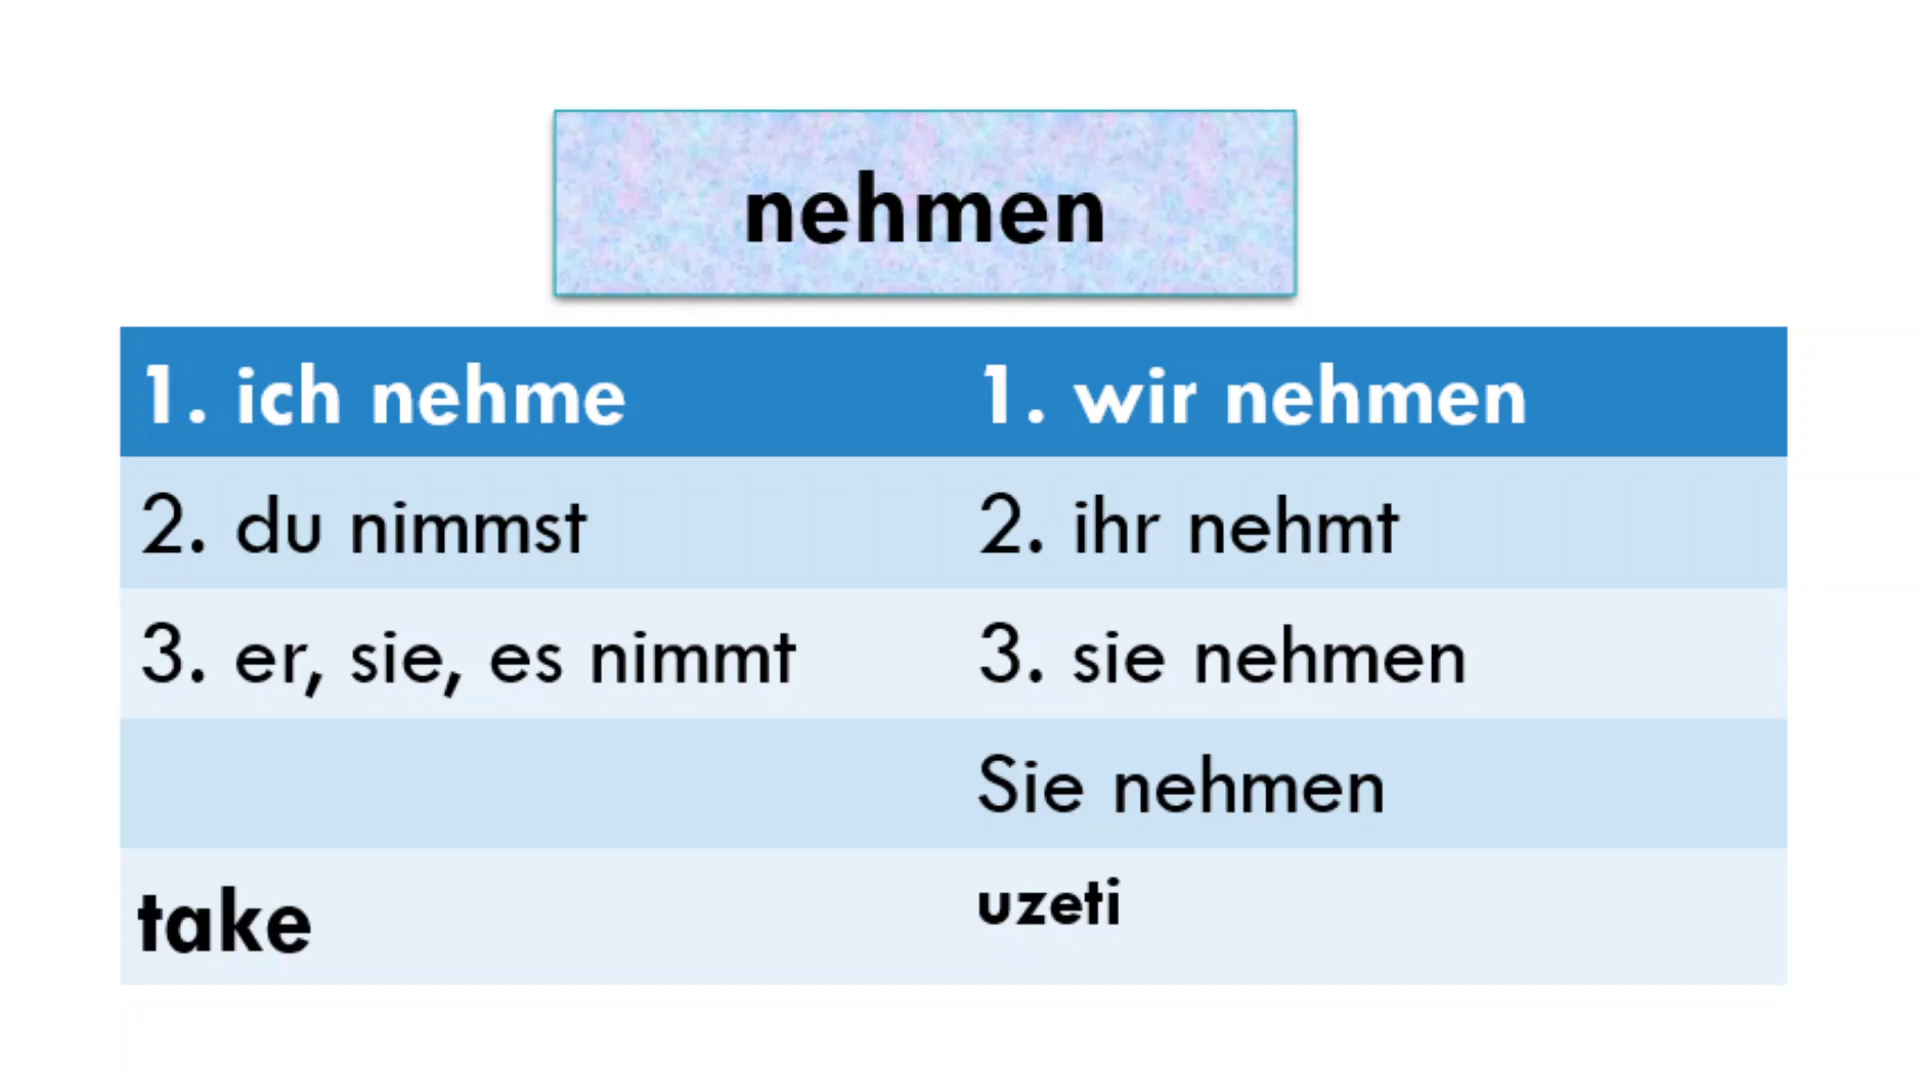 nehmen
1. ich nehme 1. wir nehmen
2. du nimmst 2. ihr nehmt
3. er, sie, es nimmt 3. sie nehmen
Sie nehmen
take uzeti